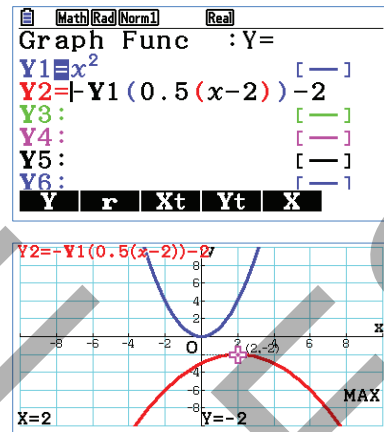 Math Rad Norm1 Real
Graph Func :Y=
Y1=x² [—]
Y2=-Y1(0.5(x-2))-2
Y3: [—]
Y4: [—]
Y5: [—]
Y6: [—]
Y r Xt Yt X
Y2=-Y1(0.5(x-2))-2
y
8
6
4
2
x
-8 -6 -4 -2 O 2 4 6 8
(2,-2)
-4
-6
-8
MAX
X=2 Y=-2